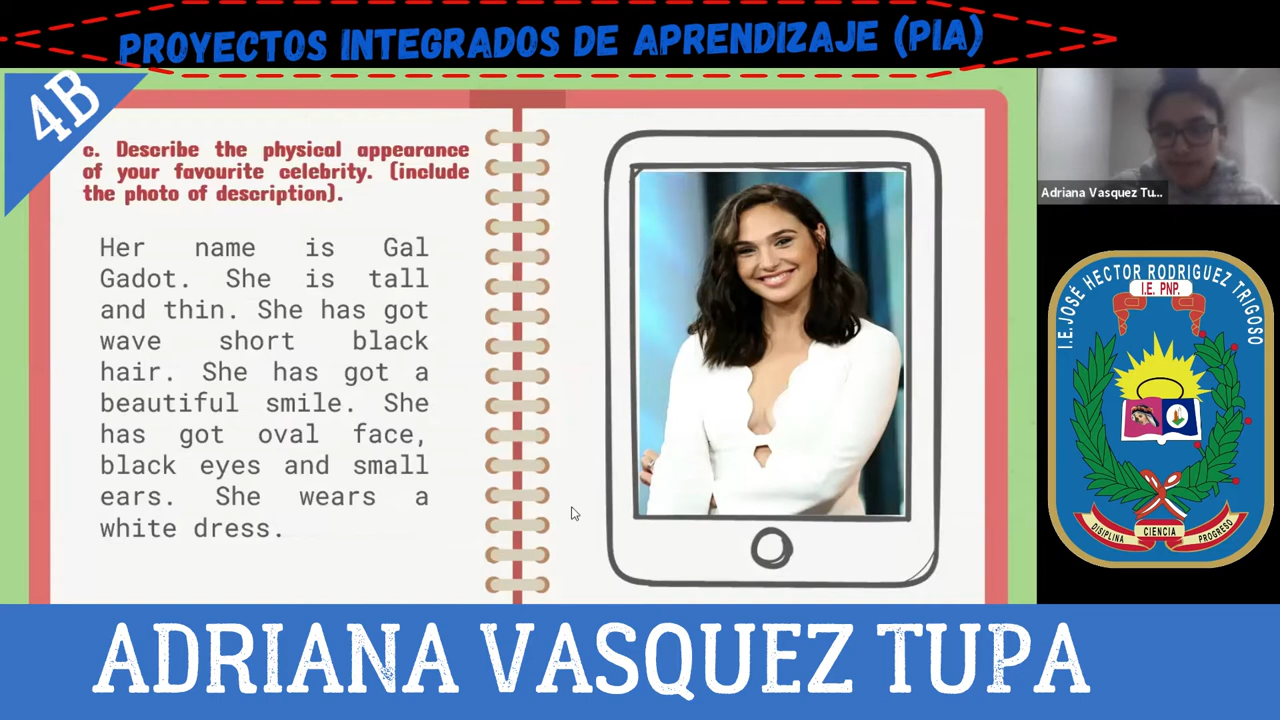 PROYECTOS INTEGRADOS DE APRENDIZAJE (PIA)
4B
c. Describe the physical appearance
of your favourite celebrity. (include
the photo of description).
Her name is Gal
Gadot. She is tall
and thin. She has got
wave short black
hair. She has got a
beautiful smile. She
has got oval face,
black eyes and small
ears. She wears a
white dress.
Adriana Vasquez Tu...
I.E. JOSÉ HECTOR RODRIGUEZ TRIGOSO
I.E. PNP.
DISIPLINA
CIENCIA
PROGRESO
ADRIANA VASQUEZ TUPA